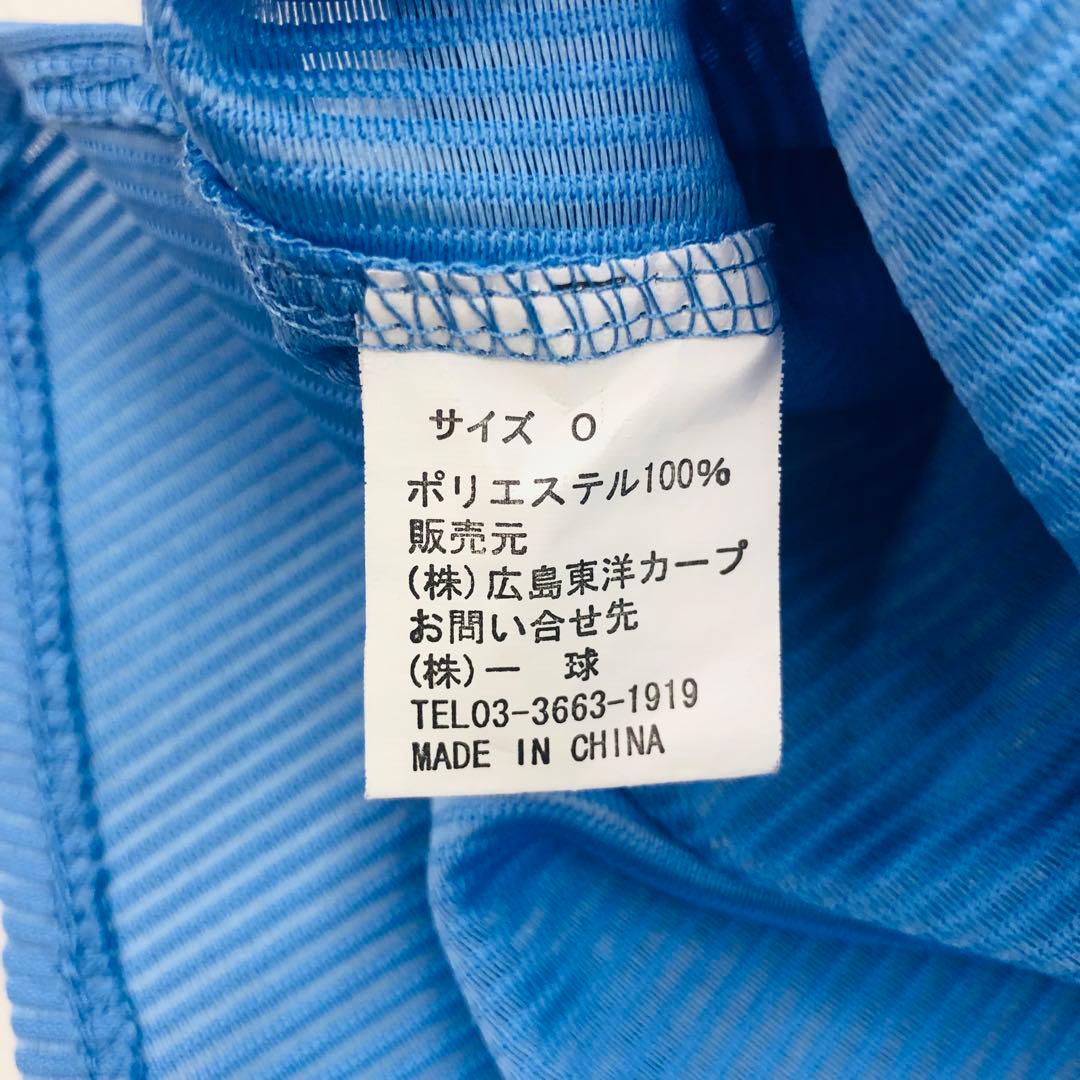 サイズ O
ポリエステル100%
販売元
(株)広島東洋カープ
お問い合せ先
(株)一 球
TEL03-3663-1919
MADE IN CHINA